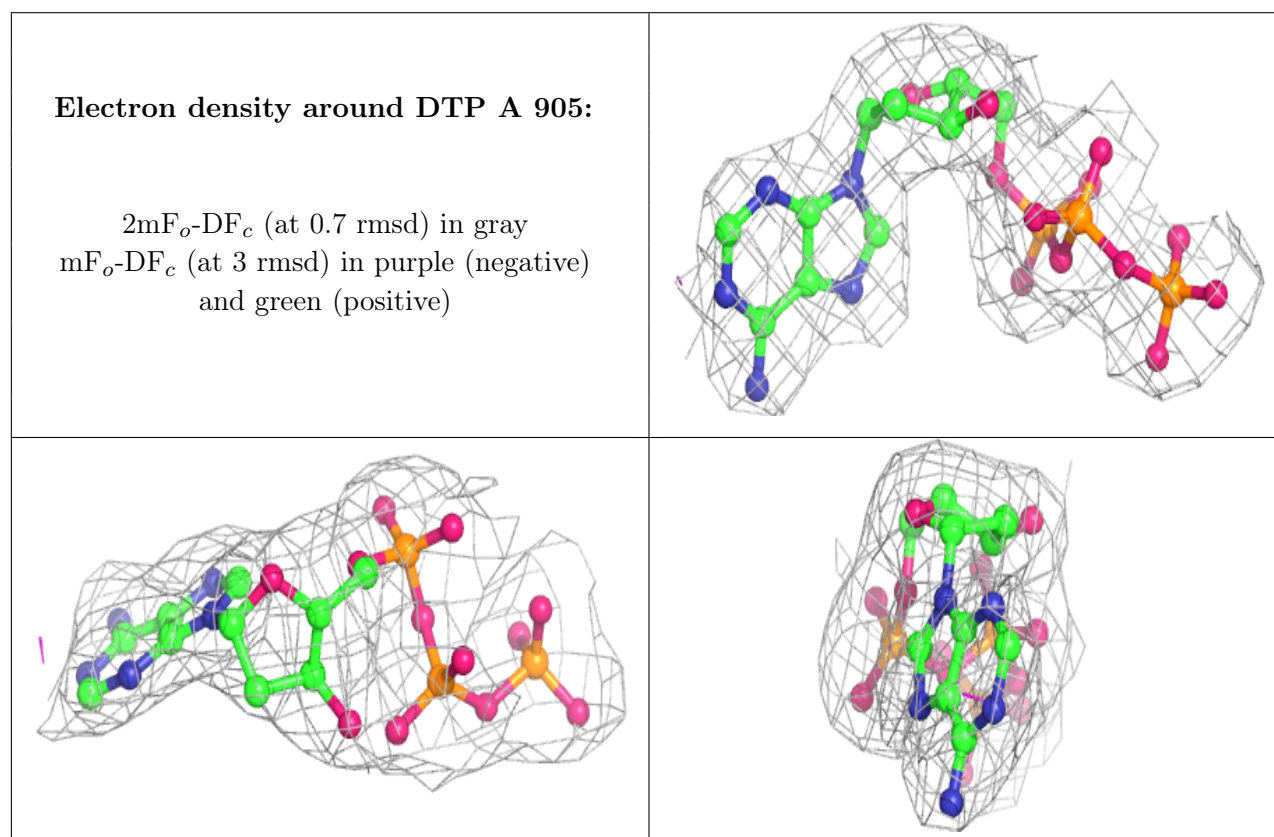 Electron density around DTP A 905:
2mFo-DFc (at 0.7 rmsd) in gray
mFo-DFc (at 3 rmsd) in purple (negative)
and green (positive)